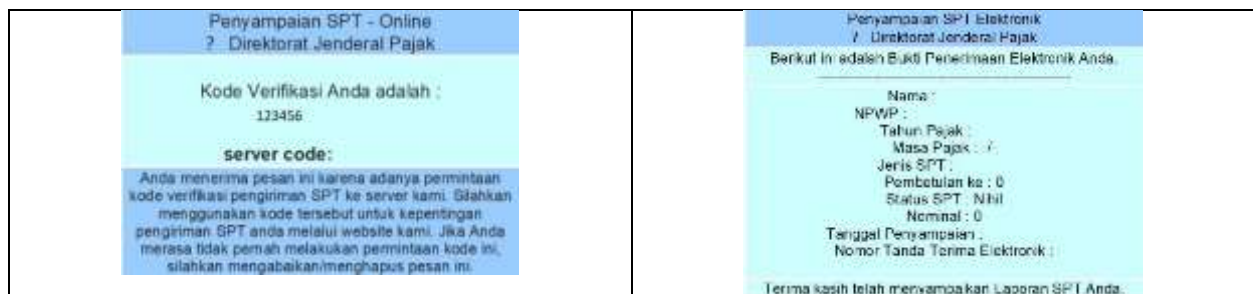 Penyampaian SPT - Online
? Direktorat Jenderal Pajak
Kode Verifikasi Anda adalah :
123456
server code:
Anda menerima pesan ini karena adanya permintaan
kode verifikasi pengiriman SPT ke server kami. Silahkan
menggunakan kode tersebut untuk kepentingan
pengiriman SPT anda melalui website kami. Jika Anda
merasa tidak pernah melakukan permintaan kode ini,
silahkan mengabaikan/menghapus pesan ini.
Penyampaian SPT Elektronik
? Direktorat Jenderal Pajak
Berikut ini adalah Bukti Penerimaan Elektronik Anda.
Nama :
NPWP :
Tahun Pajak :
Masa Pajak : /
Jenis SPT :
Pembetulan ke : 0
Status SPT : Nihil
Nominal : 0
Tanggal Penyampaian :
Nomor Tanda Terima Elektronik :
Terima kasih telah menyampaikan Laporan SPT Anda.